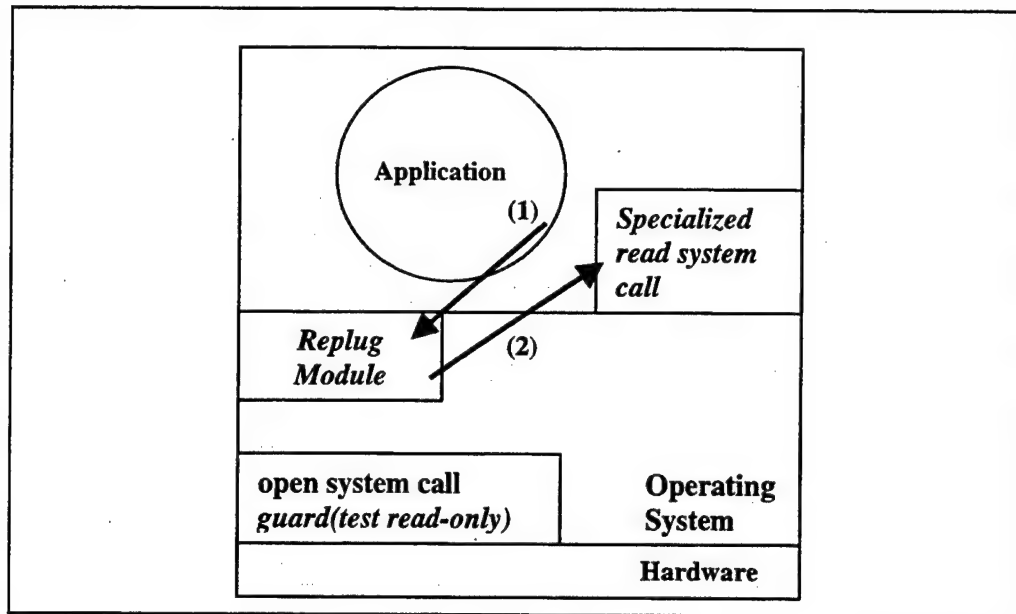 Application
(1)
Specialized
read system
call
Replug
Module
(2)
open system call
guard(test read-only)
Operating
System
Hardware